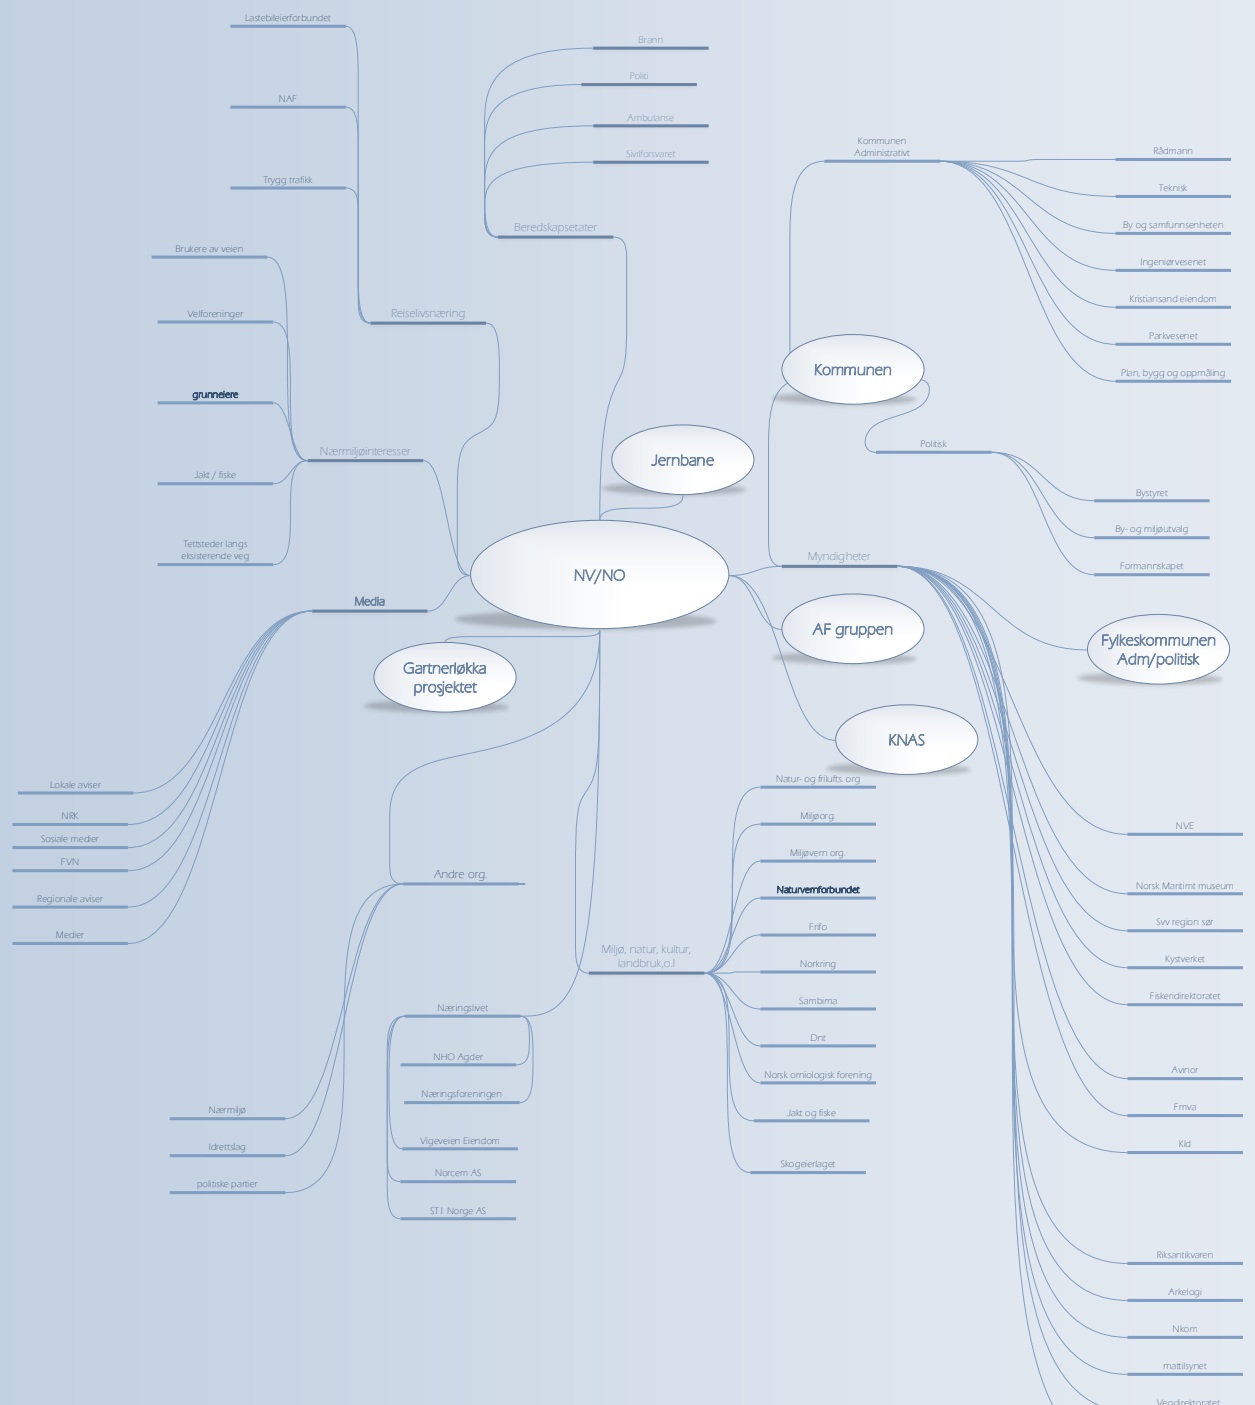 Lastebileierforbundet
NAF
Trygg trafikk
Reiselivsnæring
Brann
Politi
Ambulanse
Sivilforsvaret
Beredskapsetater
Brukere av veien
Velforeninger
grunneiere
Jakt / fiske
Tettsteder langs
eksisterende veg
Nærmiljøinteresser
Media
Lokale aviser
NRK
Sosiale medier
FVN
Regionale aviser
Medier
NV/NO
Jernbane
Gartnerløkka
prosjektet
AF gruppen
KNAS
Kommunen
Kommunen
Administrativt
Rådmann
Teknisk
By og samfunnsenheten
Ingeniørvesenet
Kristiansand eiendom
Parkvesenet
Plan, bygg og oppmåling
Politisk
Bystyret
By- og miljøutvalg
Formannskapet
Myndigheter
Fylkeskommunen
Adm/politisk
NVE
Norsk Maritimt museum
Svv region sør
Kystverket
Fiskeridirektoratet
Avinor
Fmva
Kld
Riksantikvaren
Arkelogi
Nkom
mattilsynet
Vegdirektoratet
Andre org.
Nærmiljø
Idrettslag
politiske partier
Næringslivet
NHO Agder
Næringsforeningen
Vigeveien Eiendom
Norcem AS
ST1 Norge AS
Miljø, natur, kultur,
landbruk,o.l
Natur- og frilufts. org
Miljøorg.
Miljøvern org.
Naturvernforbundet
Frifo
Norkring
Sambima
Dnt
Norsk orniologisk forening
Jakt og fiske
Skogeierlaget